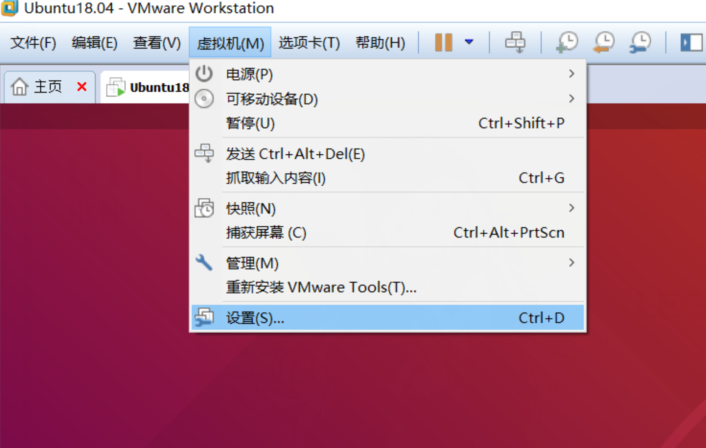 Ubuntu18.04 - VMware Workstation
文件(F) 编辑(E) 查看(V) 虚拟机(M) 选项卡(T) 帮助(H)
主页 Ubuntu18
电源(P)
可移动设备(D)
暂停(U) Ctrl+Shift+P
发送 Ctrl+Alt+Del(E)
抓取输入内容(I) Ctrl+G
快照(N)
捕获屏幕 (C) Ctrl+Alt+PrtScn
管理(M)
重新安装 VMware Tools(T)...
设置(S)... Ctrl+D